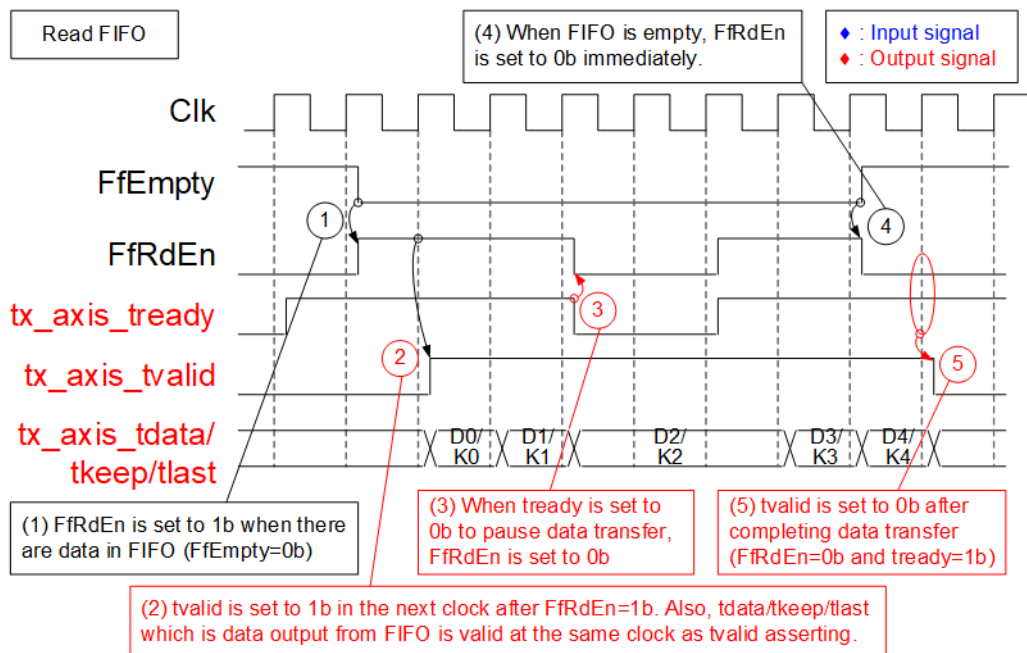 Read FIFO
(4) When FIFO is empty, FfRdEn
is set to 0b immediately.
♦ : Input signal
♦ : Output signal
Clk
FfEmpty
1
4
FfRdEn
tx_axis_tready
3
2
5
tx_axis_tvalid
tx_axis_tdata/
tkeep/tlast
D0/
K0
D1/
K1
D2/
K2
D3/
K3
D4/
K4
(1) FfRdEn is set to 1b when there
are data in FIFO (FfEmpty=0b)
(3) When tready is set to
0b to pause data transfer,
FfRdEn is set to 0b
(5) tvalid is set to 0b after
completing data transfer
(FfRdEn=0b and tready=1b)
(2) tvalid is set to 1b in the next clock after FfRdEn=1b. Also, tdata/tkeep/tlast
which is data output from FIFO is valid at the same clock as tvalid asserting.